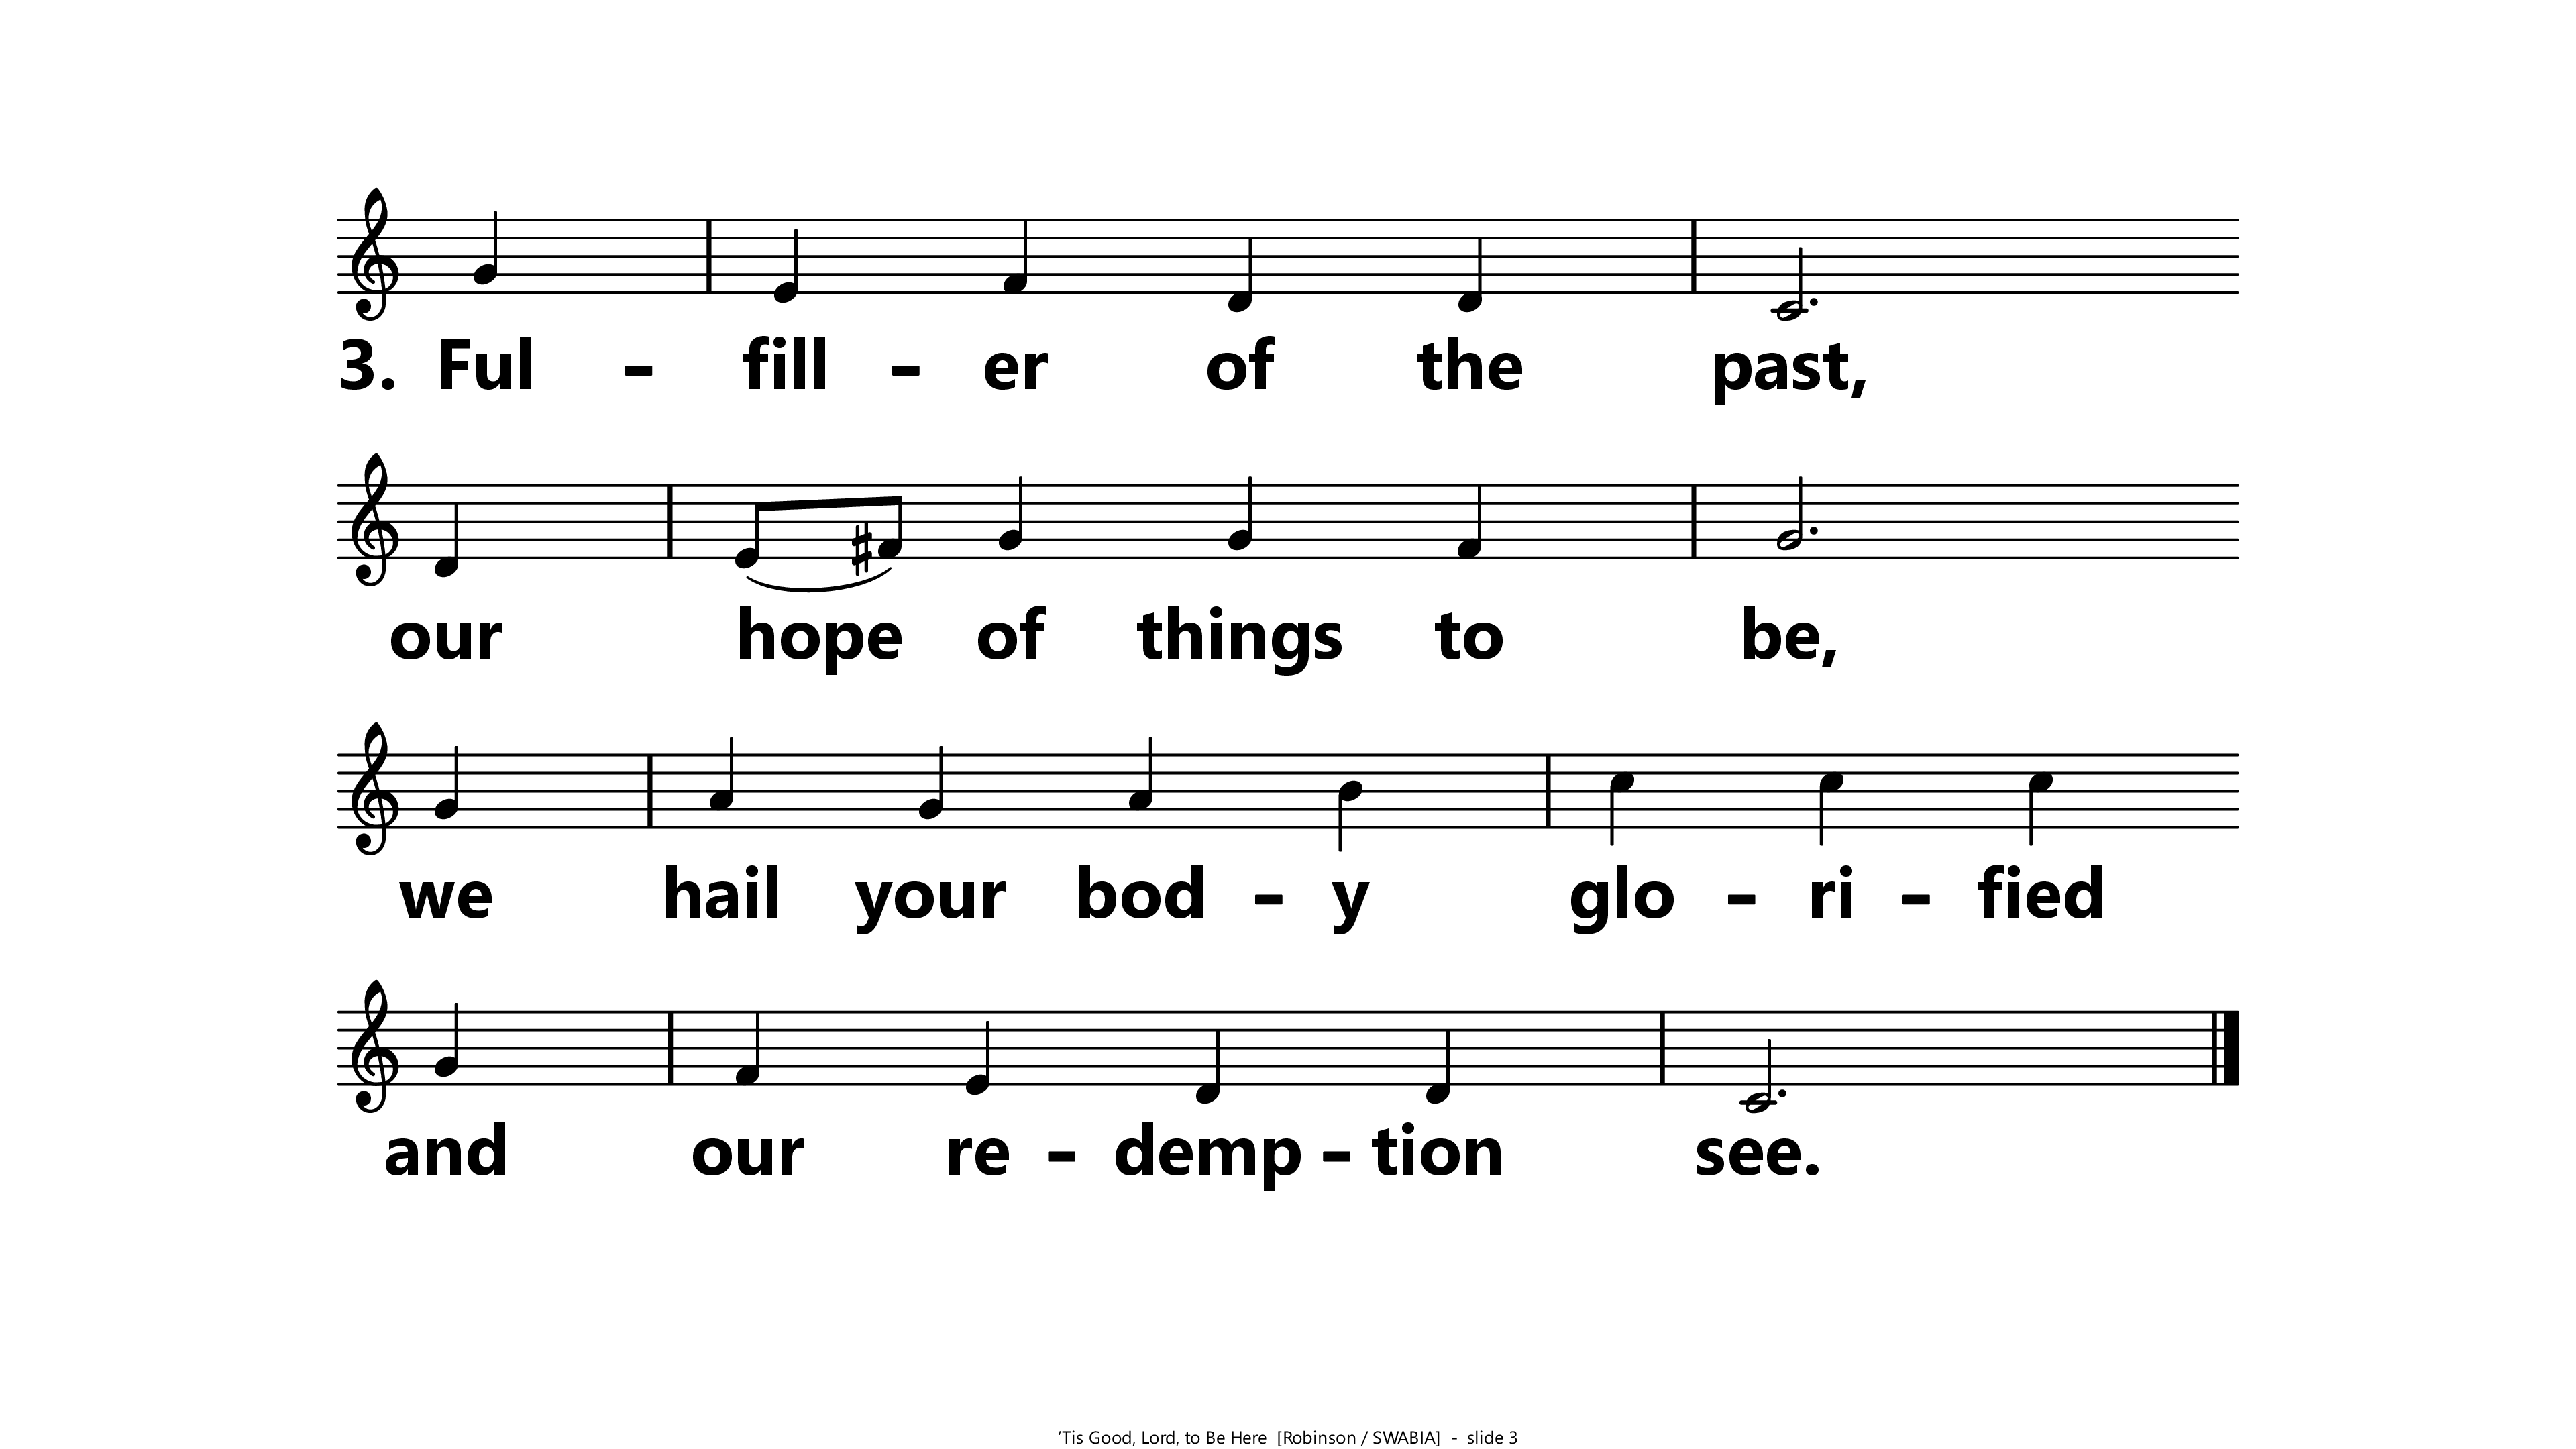 3. Ful - fill - er of the past,
our hope of things to be,
we hail your bod - y glo - ri - fied
and our re - demp - tion see.
’Tis Good, Lord, to Be Here [Robinson / SWABIA] - slide 3